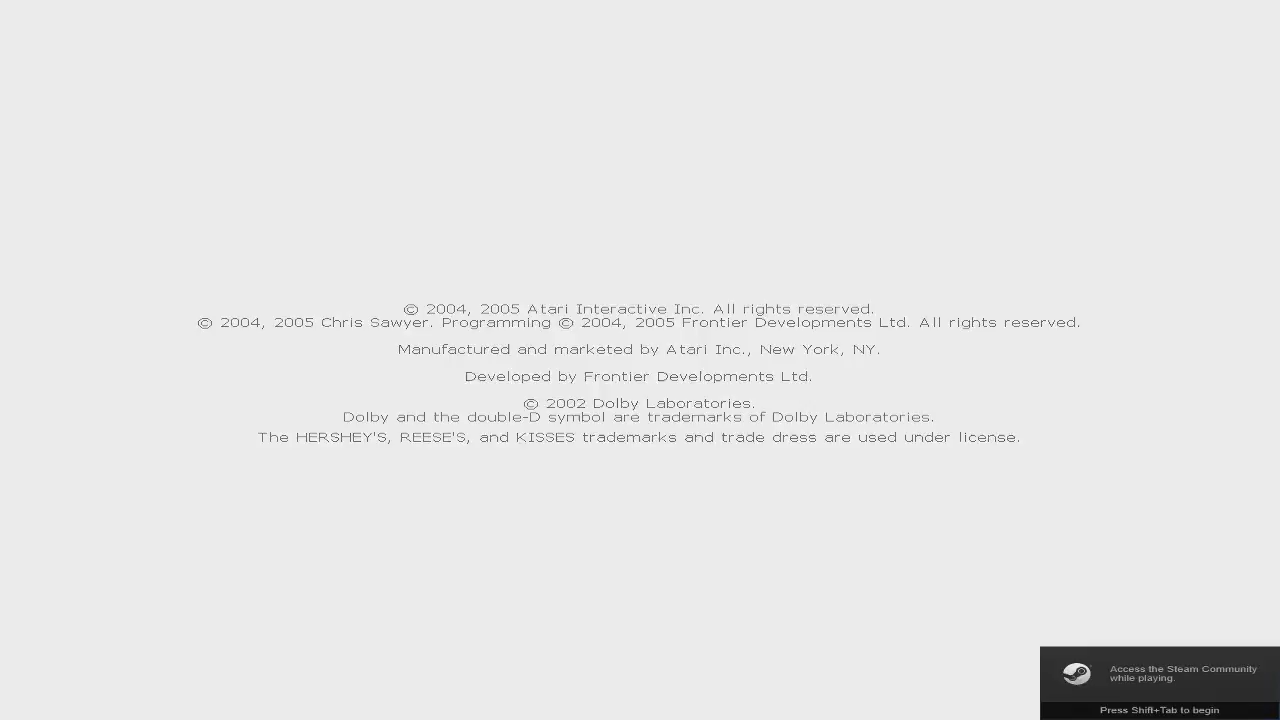 © 2004, 2005 Atari Interactive Inc. All rights reserved.
© 2004, 2005 Chris Sawyer. Programming © 2004, 2005 Frontier Developments Ltd. All rights reserved.
Manufactured and marketed by Atari Inc., New York, NY.
Developed by Frontier Developments Ltd.
© 2002 Dolby Laboratories.
Dolby and the double-D symbol are trademarks of Dolby Laboratories.
The HERSHEY'S, REESE'S, and KISSES trademarks and trade dress are used under license.
Access the Steam Community
while playing.
Press Shift+Tab to begin